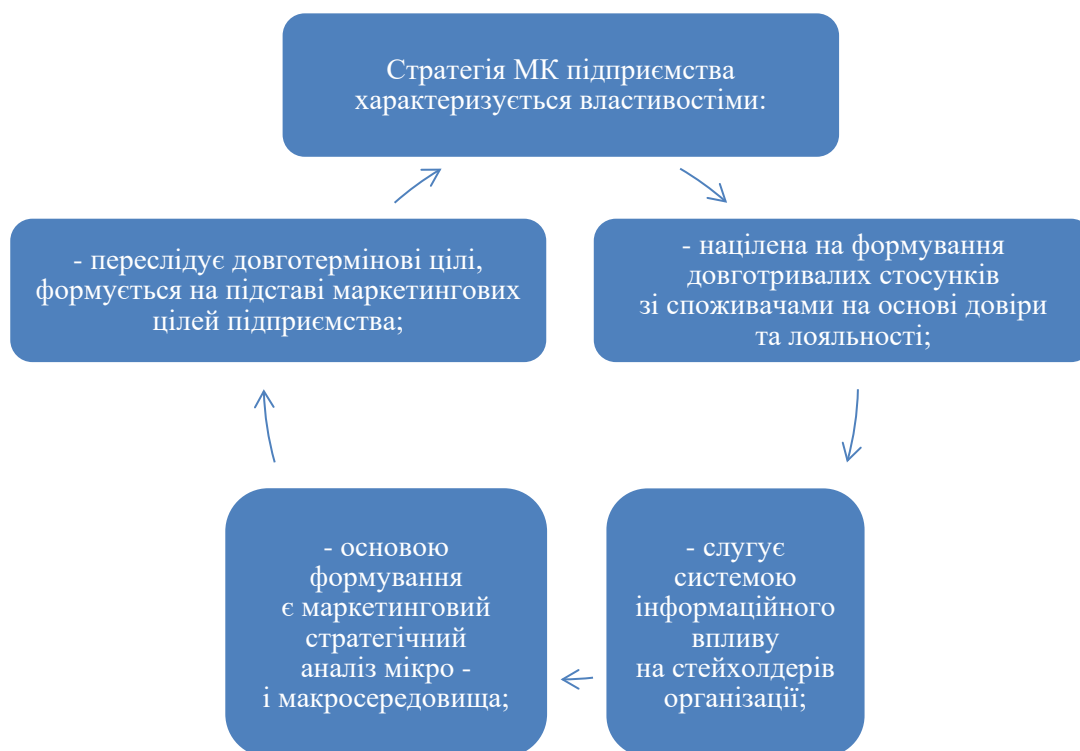 Стратегія МК підприємства
характеризується властивостіми:
- націлена на формування
довготривалих стосунків
зі споживачами на основі довіри
та лояльності;
- слугує
системою
інформаційного
впливу
на стейхолдерів
організації;
- основою
формування
є маркетинговий
стратегічний
аналіз мікро -
і макросередовища;
- переслідує довготермінові цілі,
формується на підставі маркетингових
цілей підприємства;